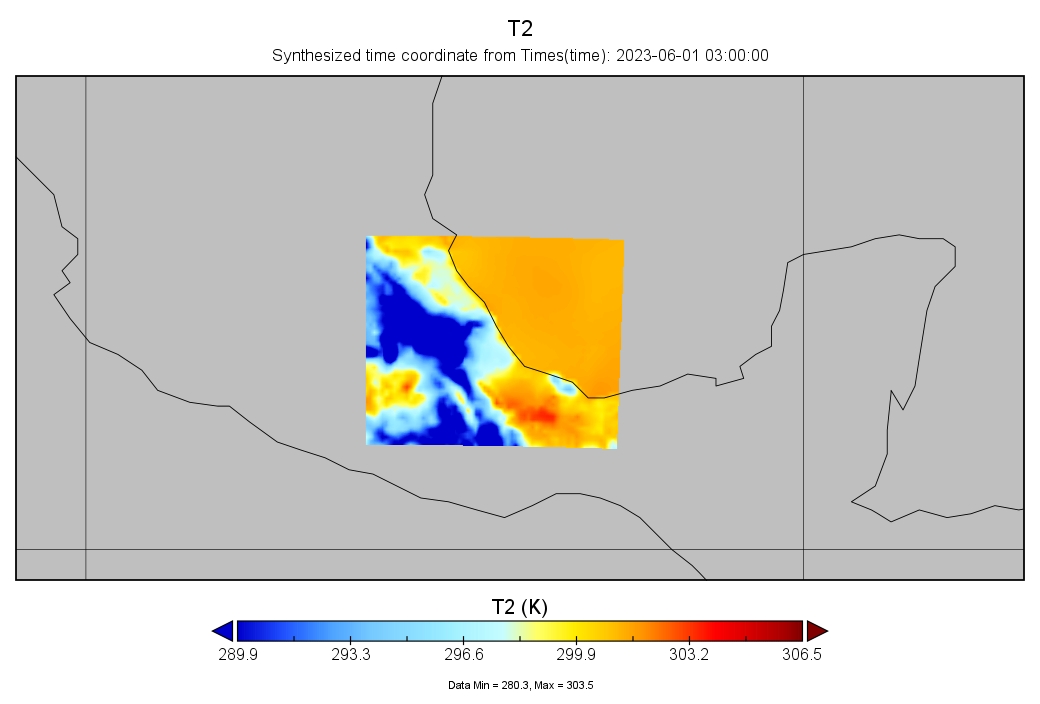 T2
Synthesized time coordinate from Times(time): 2023-06-01 03:00:00
T2 (K)
289.9 293.3 296.6 299.9 303.2 306.5
Data Min = 280.3, Max = 303.5